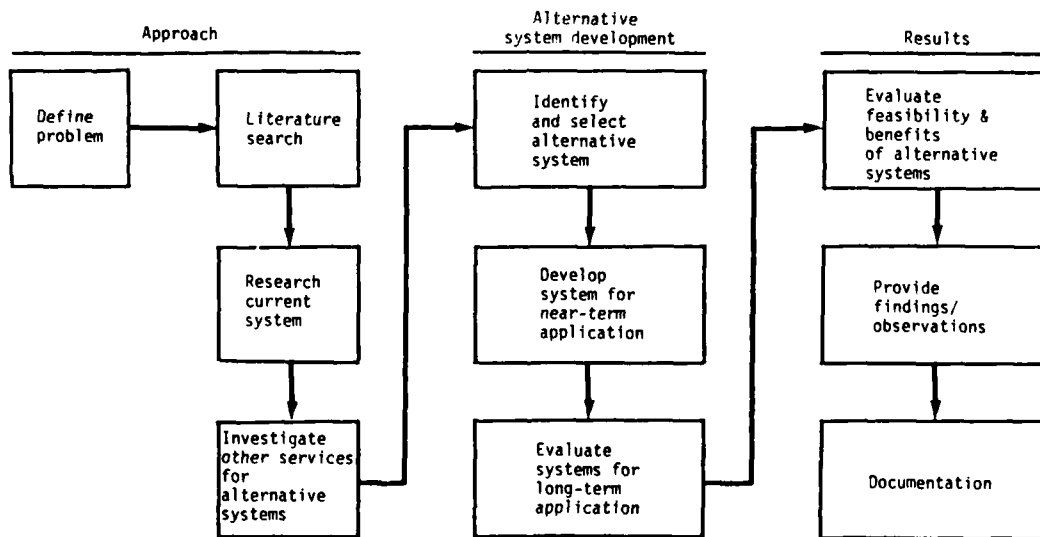 Approach
Define
problem
Literature
search
Research
current
system
Investigate
other services
for
alternative
systems
Alternative
system development
Identify
and select
alternative
system
Develop
system for
near-term
application
Evaluate
systems for
long-term
application
Results
Evaluate
feasibility &
benefits
of alternative
systems
Provide
findings/
observations
Documentation